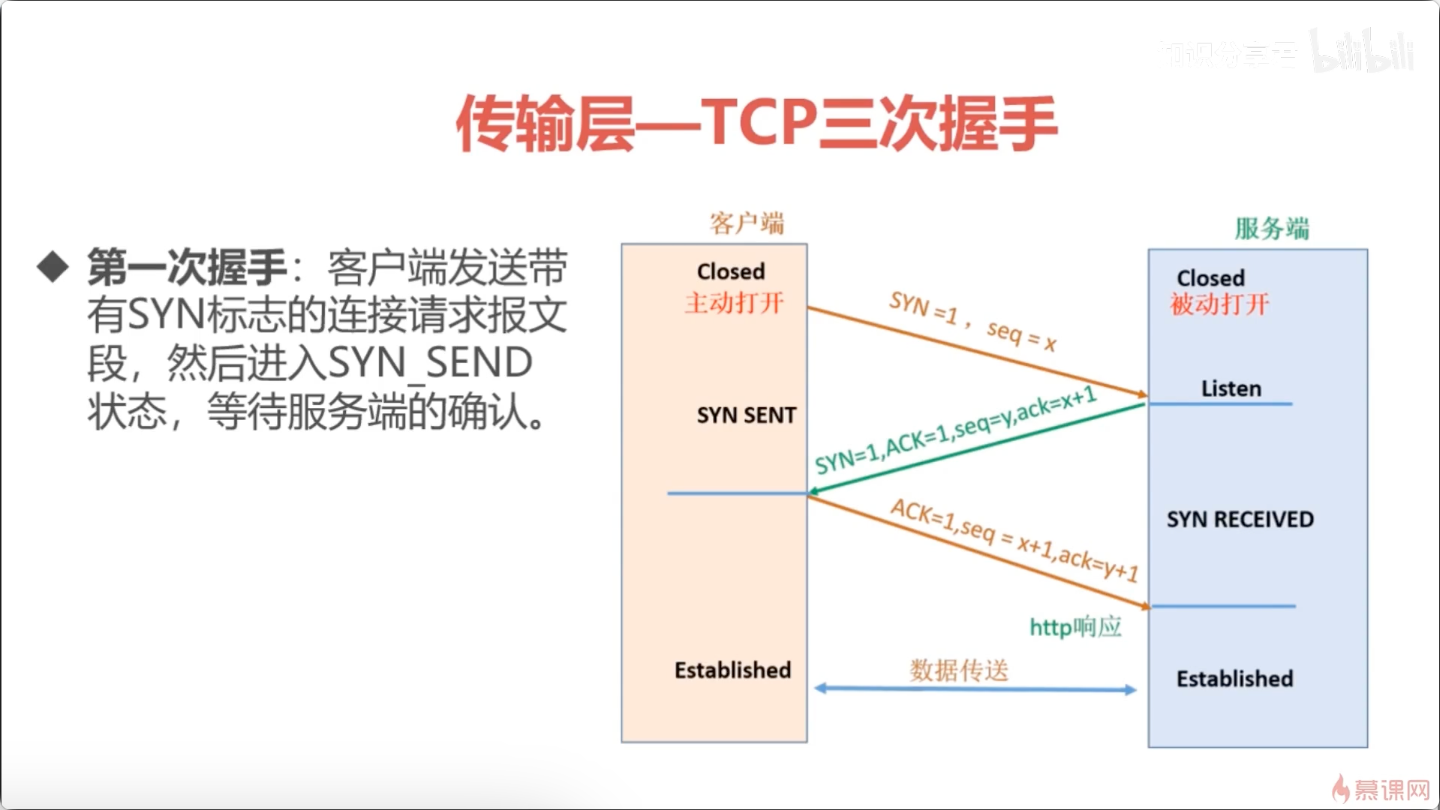 bilibili
传输层—TCP三次握手
◆ 第一次握手：客户端发送带
有SYN标志的连接请求报文
段，然后进入SYN_SEND
状态，等待服务端的确认。
客户端
服务端
Closed
主动打开
Closed
被动打开
SYN =1 ，seq = x
Listen
SYN SENT
SYN=1,ACK=1,seq=y,ack=x+1
ACK=1,seq = x+1,ack=y+1
SYN RECEIVED
http响应
数据传送
Established
Established
慕课网